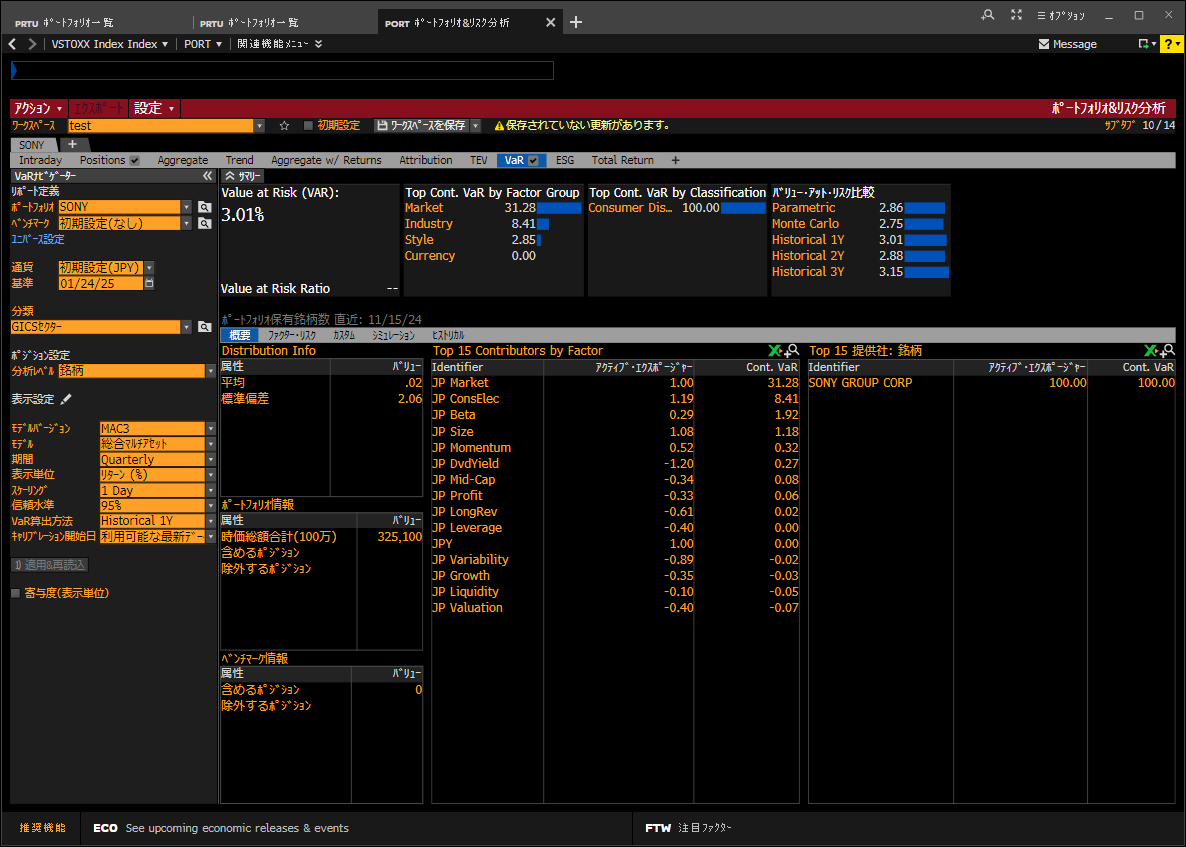 PRTU ﾎﾟｰﾄﾌｫﾘｵ一覧
PRTU ﾎﾟｰﾄﾌｫﾘｵ一覧
PORT ﾎﾟｰﾄﾌｫﾘｵ&ﾘｽｸ分析
ｵﾌﾟｼｮﾝ
VSTOXX Index Index PORT 関連機能ﾒﾆｭｰ
Message
?
アクション エクスポート 設定 ﾎﾟｰﾄﾌｫﾘｵ&ﾘｽｸ分析
ﾜｰｸｽﾍﾟｰｽ test 初期設定 ﾜｰｸｽﾍﾟｰｽを保存 保存されていない更新があります。 ｻﾌﾞﾀﾌﾞ 10/14
SONY +
Intraday Positions Aggregate Trend Aggregate w/ Returns Attribution TEV VaR ESG Total Return +
VaRﾅﾋﾞｹﾞｰﾀｰ
ﾘﾎﾟｰﾄ定義
ﾎﾟｰﾄﾌｫﾘｵ SONY
ﾍﾞﾝﾁﾏｰｸ 初期設定(なし)
ﾕﾆﾊﾞｰｽ設定
通貨 初期設定(JPY)
基準 01/24/25
分類
GICSｾｸﾀｰ
ﾎﾟｼﾞｼｮﾝ設定
分析ﾚﾍﾞﾙ 銘柄
表示設定
ﾓﾃﾞﾙﾊﾞｰｼﾞｮﾝ MAC3
ﾓﾃﾞﾙ 総合ﾏﾙﾁｱｾｯﾄ
期間 Quarterly
表示単位 ﾘﾀｰﾝ (%)
ｽｹｰﾘﾝｸﾞ 1 Day
信頼水準 95%
VaR算出方法 Historical 1Y
ｷｬﾘﾌﾞﾚｰｼｮﾝ開始日 利用可能な最新ﾃﾞｰ
1) 適用&再読込
寄与度(表示単位)
ｻﾏﾘｰ
Value at Risk (VAR):
3.01%
Value at Risk Ratio --
Top Cont. VaR by Factor Group
Market 31.28
Industry 8.41
Style 2.85
Currency 0.00
Top Cont. VaR by Classification
Consumer Dis... 100.00
ﾊﾞﾘｭｰ･ｱｯﾄ･ﾘｽｸ比較
Parametric 2.86
Monte Carlo 2.75
Historical 1Y 3.01
Historical 2Y 2.88
Historical 3Y 3.15
ﾎﾟｰﾄﾌｫﾘｵ保有銘柄数 直近: 11/15/24
概要 ﾌｧｸﾀｰ･ﾘｽｸ ｶｽﾀﾑ ｼﾐｭﾚｰｼｮﾝ ﾋｽﾄﾘｶﾙ
Distribution Info
属性 ﾊﾞﾘｭｰ
平均 .02
標準偏差 2.06
ﾎﾟｰﾄﾌｫﾘｵ情報
属性 ﾊﾞﾘｭｰ
時価総額合計(100万) 325,100
含めるﾎﾟｼﾞｼｮﾝ
除外するﾎﾟｼﾞｼｮﾝ
ﾍﾞﾝﾁﾏｰｸ情報
属性 ﾊﾞﾘｭｰ
含めるﾎﾟｼﾞｼｮﾝ 0
除外するﾎﾟｼﾞｼｮﾝ
Top 15 Contributors by Factor
Identifier ｱｸﾃｨﾌﾞ･ｴｸｽﾎﾟｰｼﾞｬｰ Cont. VaR
JP Market 1.00 31.28
JP ConsElec 1.19 8.41
JP Beta 0.29 1.92
JP Size 1.08 1.18
JP Momentum 0.52 0.32
JP DvdYield -1.20 0.27
JP Mid-Cap -0.34 0.08
JP Profit -0.33 0.06
JP LongRev -0.61 0.02
JP Leverage -0.40 0.00
JPY 1.00 0.00
JP Variability -0.89 -0.02
JP Growth -0.35 -0.03
JP Liquidity -0.10 -0.05
JP Valuation -0.40 -0.07
Top 15 提供社: 銘柄
Identifier ｱｸﾃｨﾌﾞ･ｴｸｽﾎﾟｰｼﾞｬｰ Cont. VaR
SONY GROUP CORP 100.00 100.00
推奨機能 ECO See upcoming economic releases & events FTW 注目ﾌｧｸﾀｰ